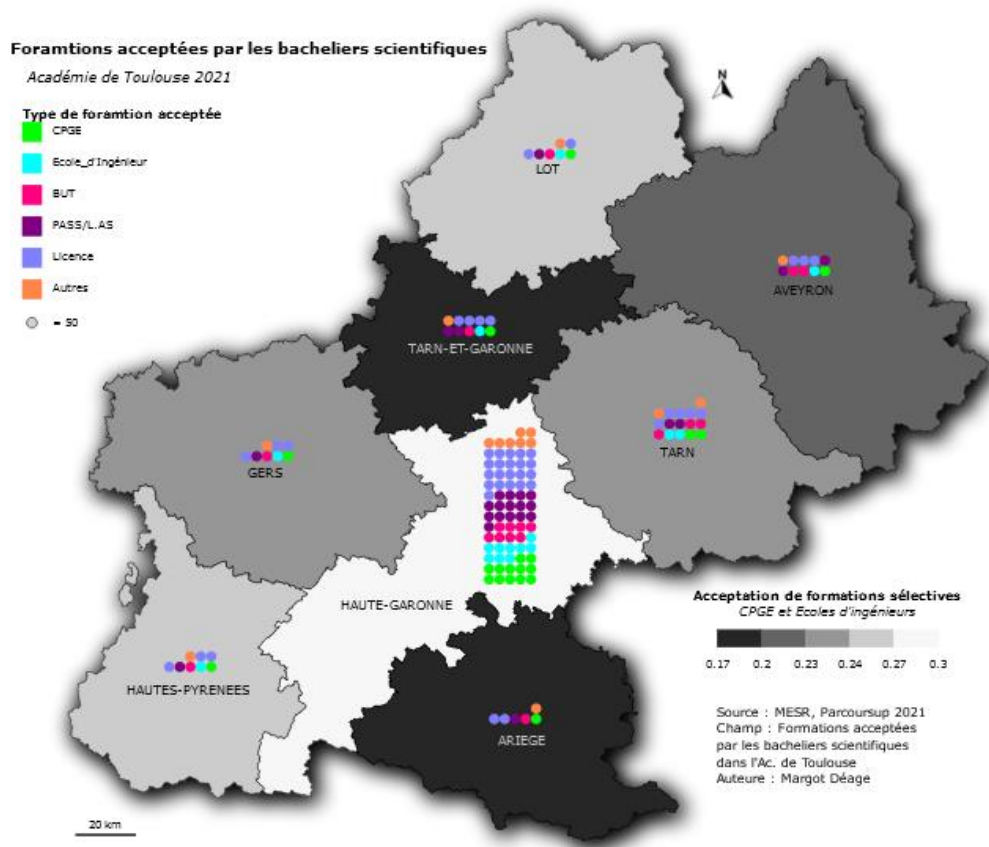 Foramtions acceptées par les bacheliers scientifiques
Académie de Toulouse 2021
Type de foramtion acceptée
CPGE
Ecole_d'Ingénieur
BUT
PASS/L.AS
Licence
Autres
= 50
N
LOT
AVEYRON
TARN-ET-GARONNE
TARN
GERS
HAUTE-GARONNE
HAUTES-PYRENEES
ARIEGE
Acceptation de formations sélectives
CPGE et Ecoles d'ingénieurs
0.17 0.2 0.23 0.24 0.27 0.3
Source : MESR, Parcoursup 2021
Champ : Formations acceptées
par les bacheliers scientifiques
dans l'Ac. de Toulouse
Auteure : Margot Déage
20 km